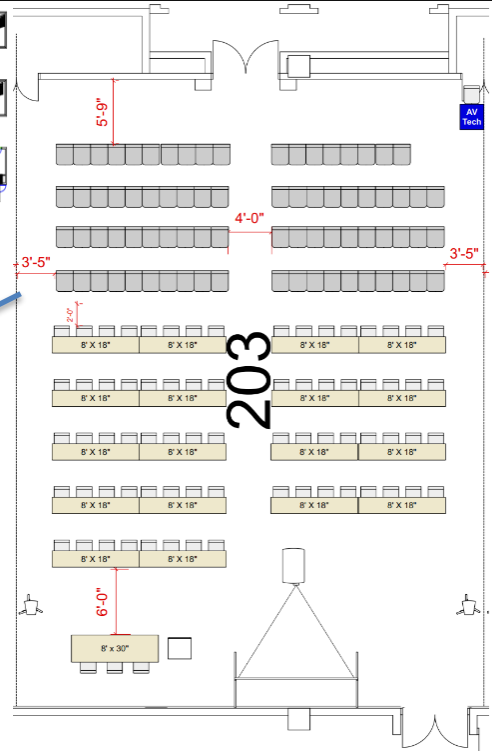 AV
Tech
5'-9"
4'-0"
3'-5"
3'-5"
2'-0"
8' X 18" 8' X 18" 8' X 18" 8' X 18"
203
8' X 18" 8' X 18" 8' X 18" 8' X 18"
8' X 18" 8' X 18" 8' X 18" 8' X 18"
8' X 18" 8' X 18" 8' X 18" 8' X 18"
8' X 18" 8' X 18"
6'-0"
8' x 30"